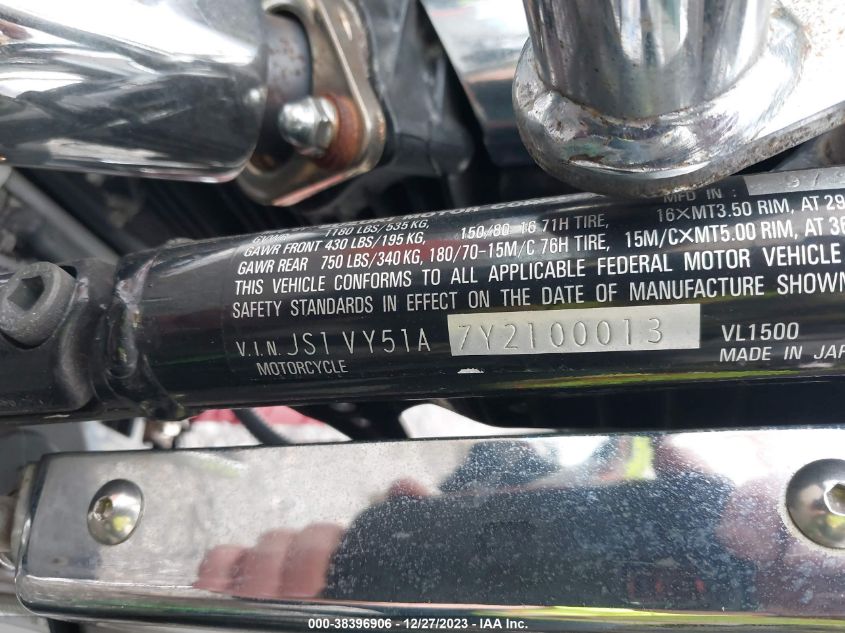 MOTOR
MFD IN :
1180 LBS/535 KG, 150/80 16 71H TIRE, 16×MT3.50 RIM, AT 29
GAWR FRONT 430 LBS/195 KG,
GAWR REAR 750 LBS/340 KG, 180/70-15M/C 76H TIRE, 15M/C×MT5.00 RIM, AT 36
THIS VEHICLE CONFORMS TO ALL APPLICABLE FEDERAL MOTOR VEHICLE
SAFETY STANDARDS IN EFFECT ON THE DATE OF MANUFACTURE SHOWN
V.I.N. JS1VY51A 7Y2100013 VL1500
MOTORCYCLE MADE IN JAP
000-38396906 - 12/27/2023 - IAA Inc.